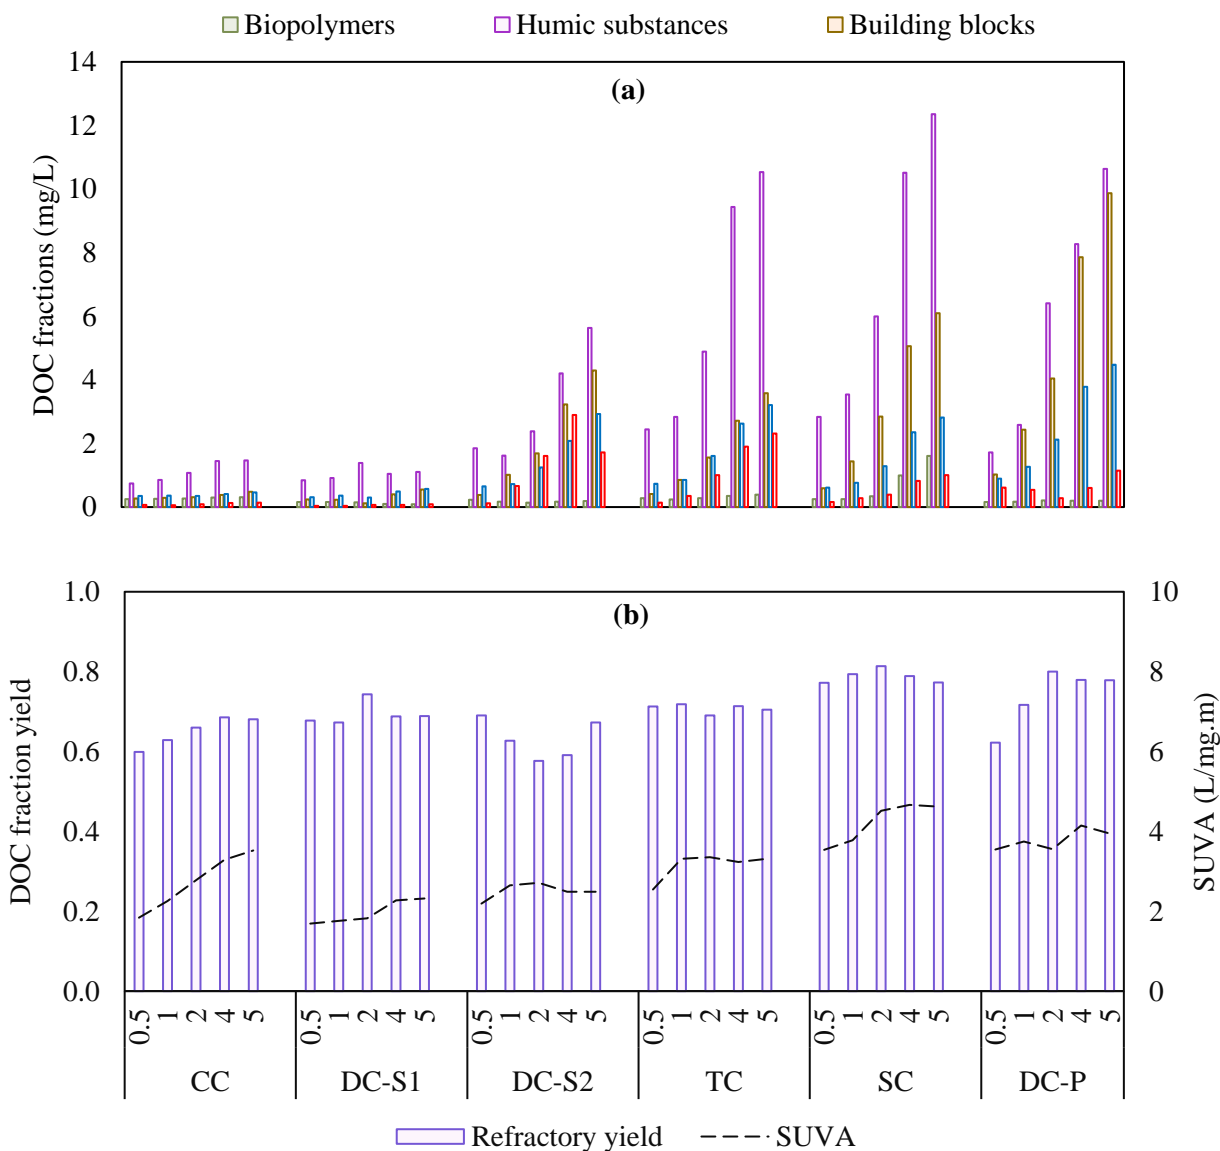 Biopolymers Humic substances Building blocks
14
12
10
8
6
4
2
0
DOC fractions (mg/L)
(a)
1.0
0.8
0.6
0.4
0.2
0.0
DOC fraction yield
(b)
10
8
6
4
2
0
SUVA (L/mg.m)
0.5 1 2 4 5 0.5 1 2 4 5 0.5 1 2 4 5 0.5 1 2 4 5 0.5 1 2 4 5 0.5 1 2 4 5
CC DC-S1 DC-S2 TC SC DC-P
Refractory yield SUVA